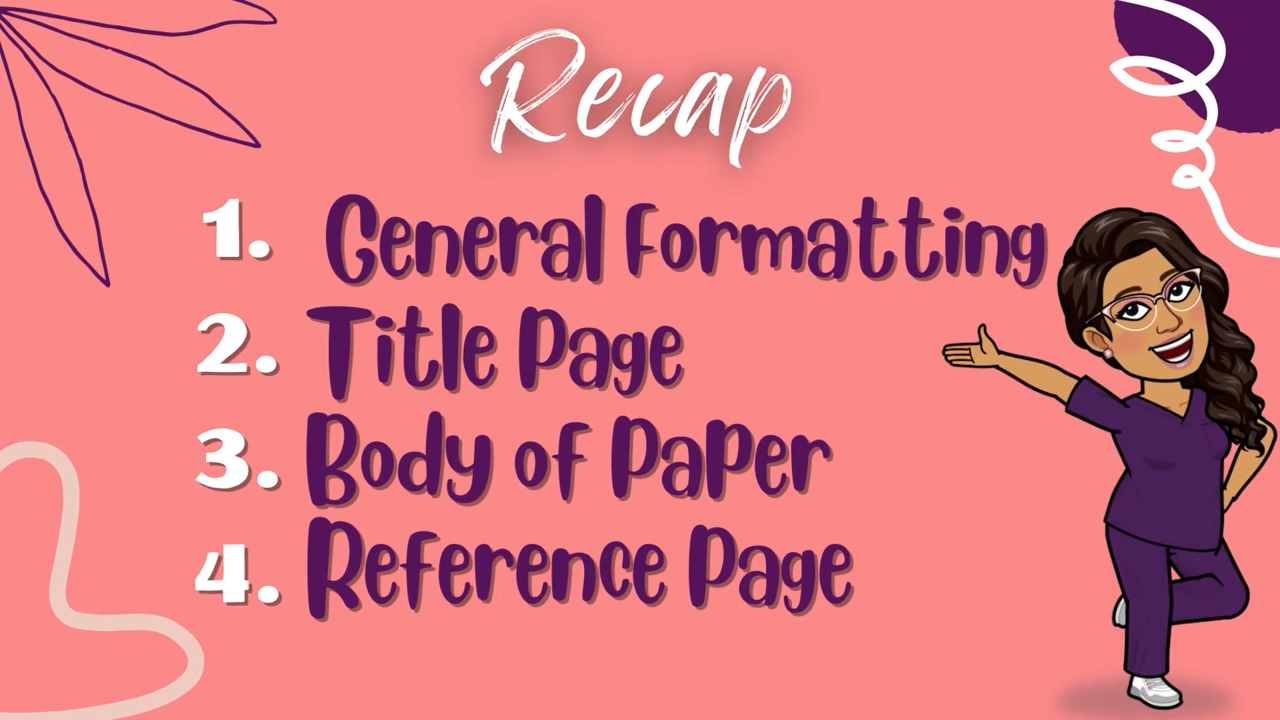 Recap
1. General Formatting
2. Title Page
3. Body of Paper
4. Reference Page